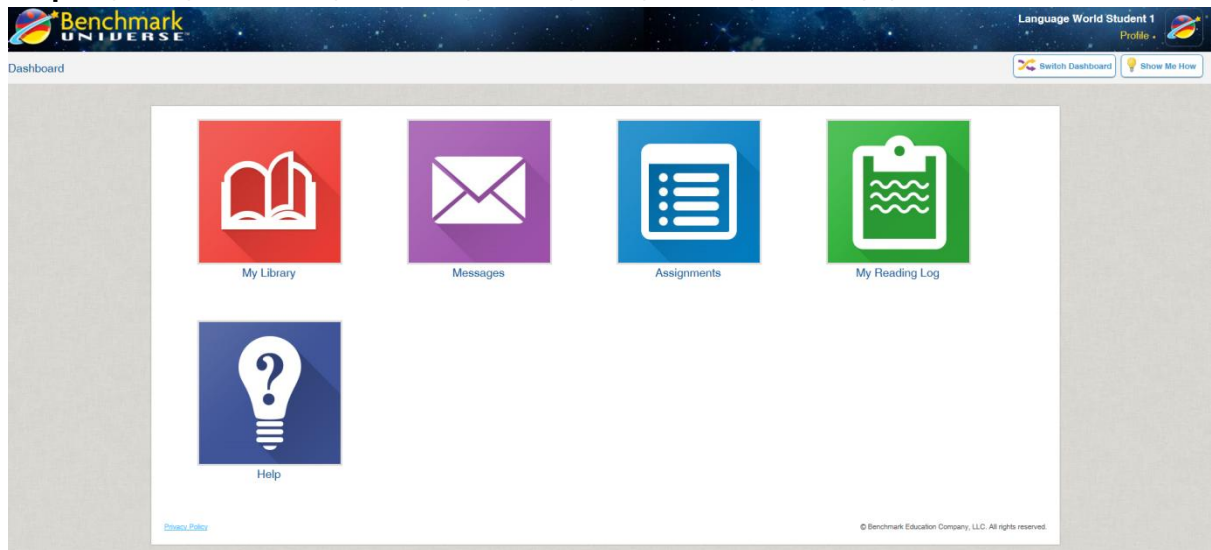 Benchmark
UNIVERSE
Language World Student 1
Profile
Dashboard
Switch Dashboard
Show Me How
My Library
Messages
Assignments
My Reading Log
?
Help
Privacy Policy
© Benchmark Education Company, LLC. All rights reserved.